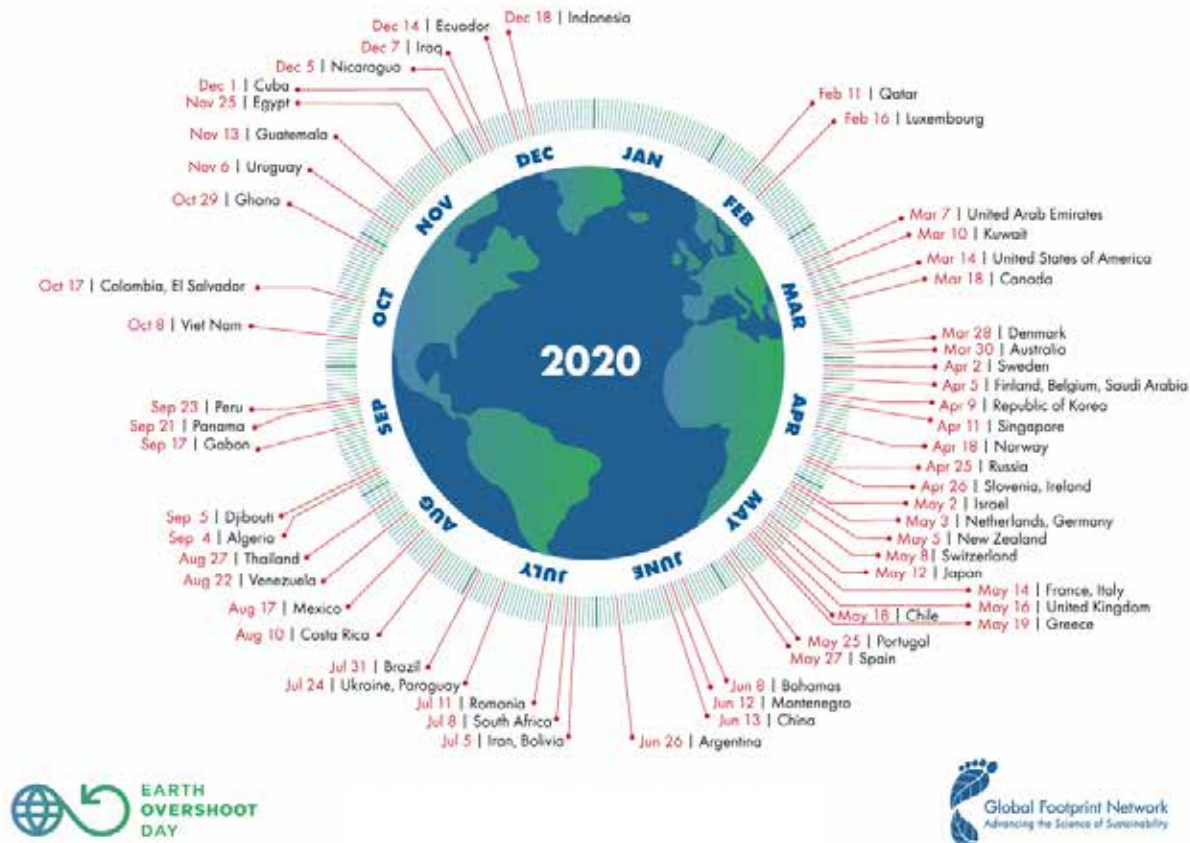 Dec 18 | Indonesia
Dec 14 | Ecuador
Dec 7 | Iraq
Dec 5 | Nicaragua
Dec 1 | Cuba
Nov 25 | Egypt
Nov 13 | Guatemala
Nov 6 | Uruguay
Oct 29 | Ghana
Oct 17 | Colombia, El Salvador
Oct 8 | Viet Nam
Sep 23 | Peru
Sep 21 | Panama
Sep 17 | Gabon
Sep 5 | Djibouti
Sep 4 | Algeria
Aug 27 | Thailand
Aug 22 | Venezuela
Aug 17 | Mexico
Aug 10 | Costa Rica
Jul 31 | Brazil
Jul 24 | Ukraine, Paraguay
Jul 11 | Romania
Jul 8 | South Africa
Jul 5 | Iran, Bolivia
Feb 11 | Qatar
Feb 16 | Luxembourg
Mar 7 | United Arab Emirates
Mar 10 | Kuwait
Mar 14 | United States of America
Mar 18 | Canada
Mar 28 | Denmark
Mar 30 | Australia
Apr 2 | Sweden
Apr 5 | Finland, Belgium, Saudi Arabia
Apr 9 | Republic of Korea
Apr 11 | Singapore
Apr 18 | Norway
Apr 25 | Russia
Apr 26 | Slovenia, Ireland
May 2 | Israel
May 3 | Netherlands, Germany
May 5 | New Zealand
May 8 | Switzerland
May 12 | Japan
May 14 | France, Italy
May 16 | United Kingdom
May 18 | Chile
May 19 | Greece
May 25 | Portugal
May 27 | Spain
Jun 8 | Bahamas
Jun 12 | Montenegro
Jun 13 | China
Jun 26 | Argentina
JAN
FEB
MAR
APR
MAY
JUNE
JULY
AUG
SEP
OCT
NOV
DEC
2020
EARTH
OVERSHOOT
DAY
Global Footprint Network
Advancing the Science of Sustainability